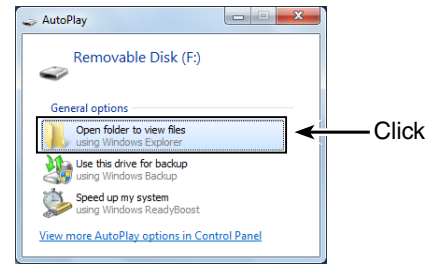 AutoPlay
Removable Disk (F:)
General options
Open folder to view files
using Windows Explorer
Click
Use this drive for backup
using Windows Backup
Speed up my system
using Windows ReadyBoost
View more AutoPlay options in Control Panel